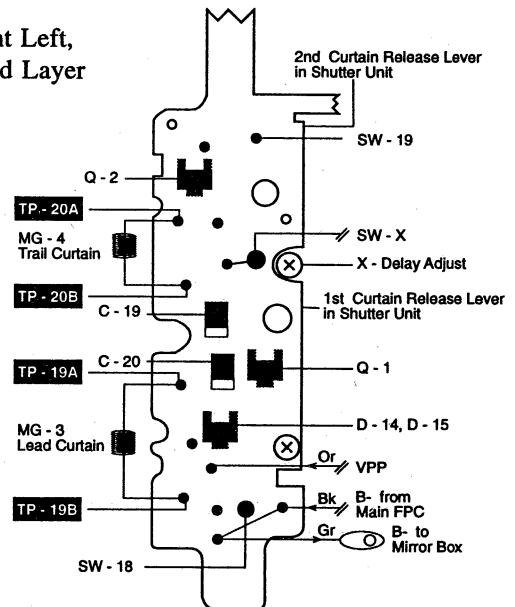 nt Left,
d Layer
2nd Curtain Release Lever
in Shutter Unit
SW - 19
Q - 2
TP - 20A
MG - 4
Trail Curtain
SW - X
X - Delay Adjust
TP - 20B
C - 19
1st Curtain Release Lever
in Shutter Unit
C - 20
TP - 19A
Q - 1
MG - 3
Lead Curtain
D - 14, D - 15
Or
VPP
TP - 19B
Bk
B- from
Main FPC
Gr
B- to
Mirror Box
SW - 18